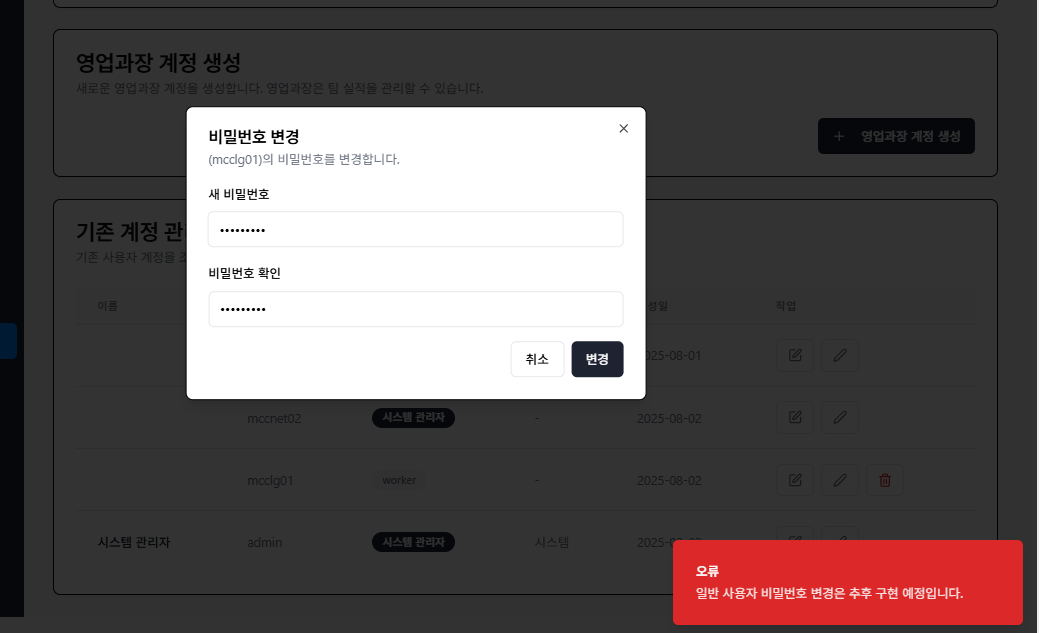 영업과장 계정 생성
새로운 영업과장 계정을 생성합니다. 영업과장은 팀 실적을 관리할 수 있습니다.
+ 영업과장 계정 생성
비밀번호 변경
(mcclg01)의 비밀번호를 변경합니다.
새 비밀번호
•••••••••
비밀번호 확인
•••••••••
취소
변경
기존 계정 관
기존 사용자 계정을
이름 성일 작업
025-08-01
mccnet02 시스템 관리자 - 2025-08-02
mcclg01 worker - 2025-08-02
시스템 관리자 admin 시스템 관리자 시스템 2025-0
오류
일반 사용자 비밀번호 변경은 추후 구현 예정입니다.